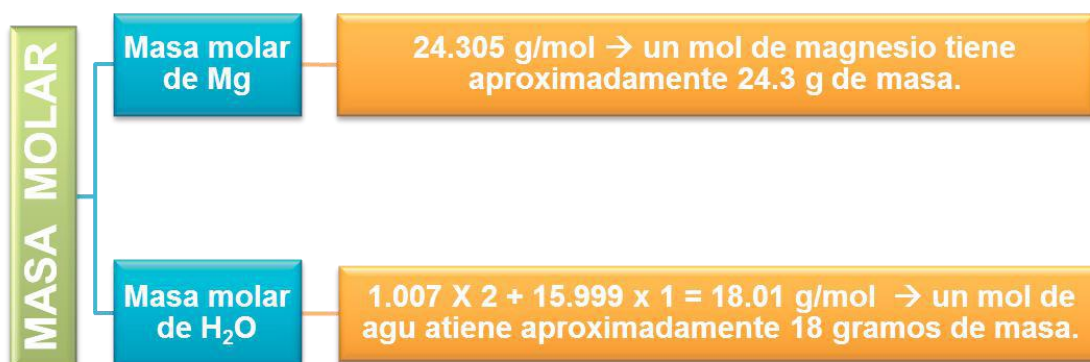 MASA MOLAR
Masa molar
de Mg
24.305 g/mol → un mol de magnesio tiene
aproximadamente 24.3 g de masa.
Masa molar
de H₂O
1.007 X 2 + 15.999 x 1 = 18.01 g/mol → un mol de
agu atiene aproximadamente 18 gramos de masa.